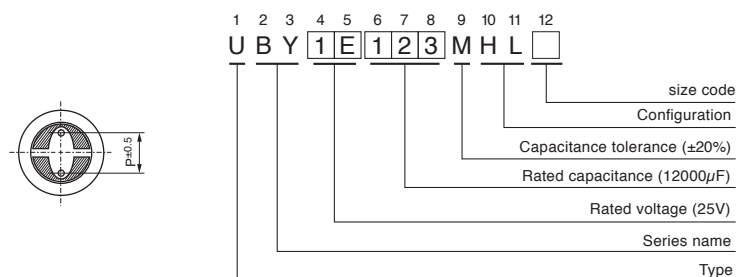 1 2 3 4 5 6 7 8 9 10 11 12
U B Y 1 E 1 2 3 M H L
size code
Configuration
Capacitance tolerance (±20%)
Rated capacitance (12000µF)
Rated voltage (25V)
Series name
Type
P±0.5